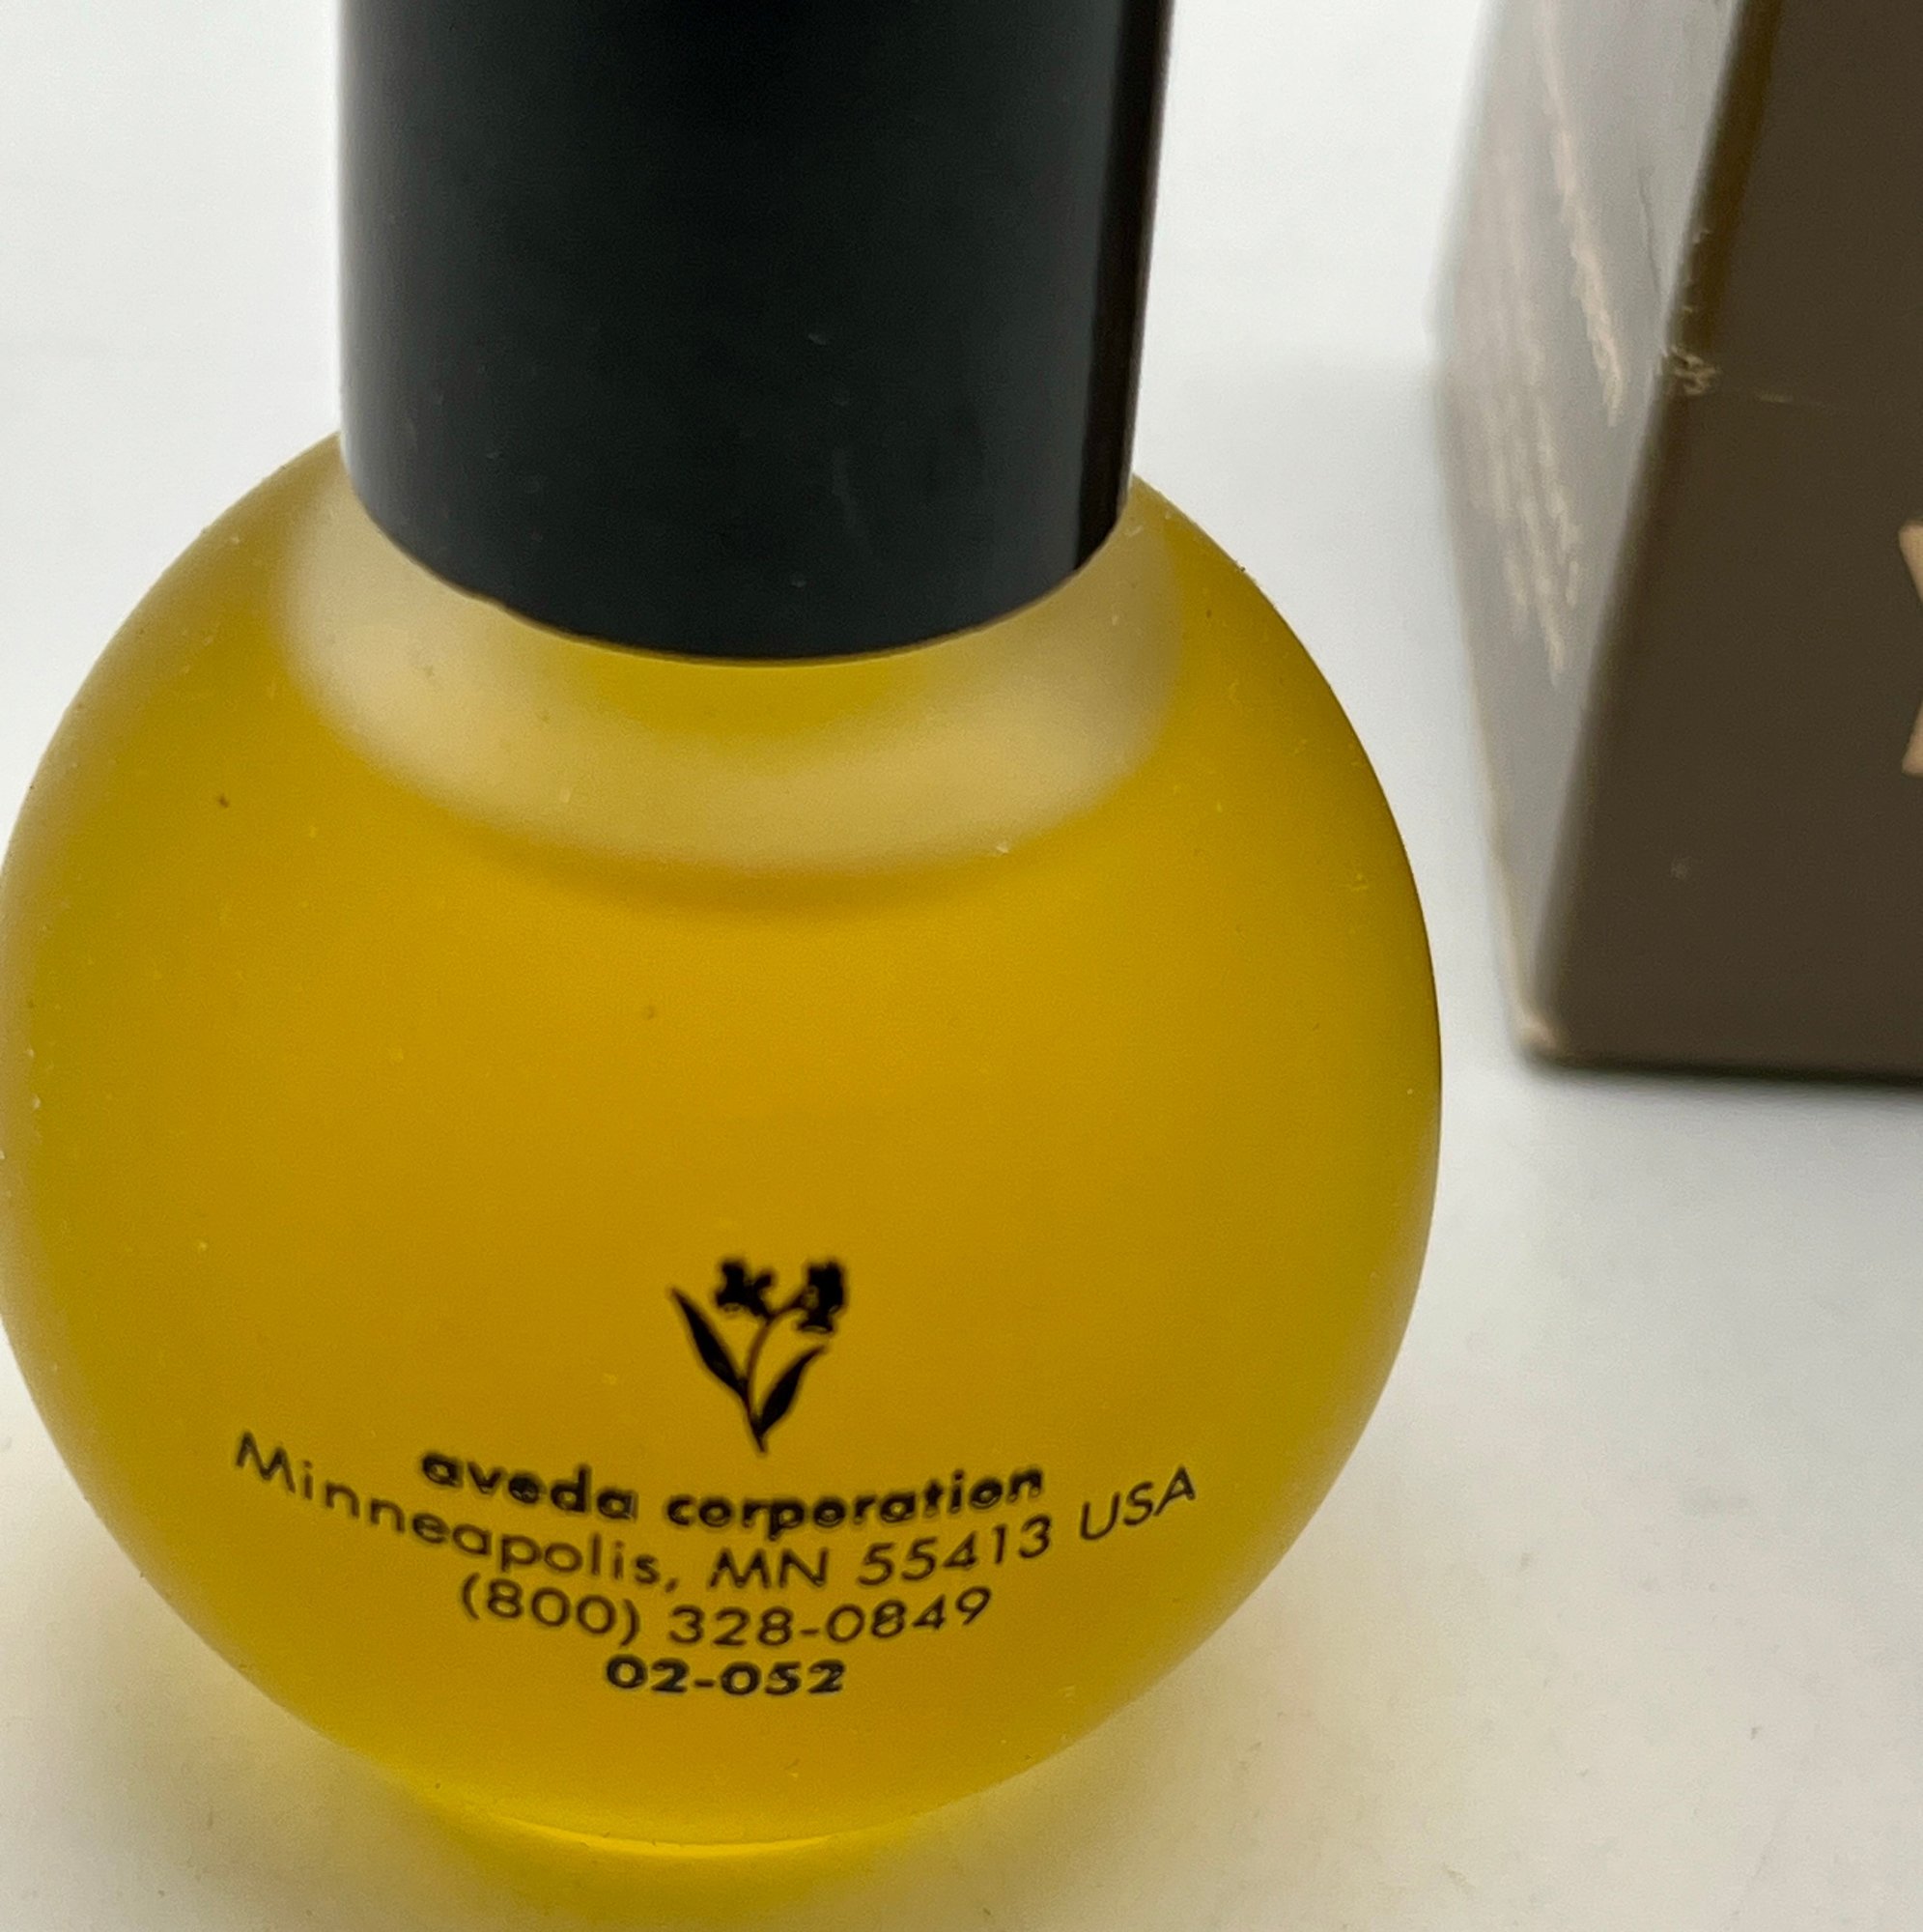 aveda corporation
Minneapolis, MN 55413 USA
(800) 328-0849
02-052